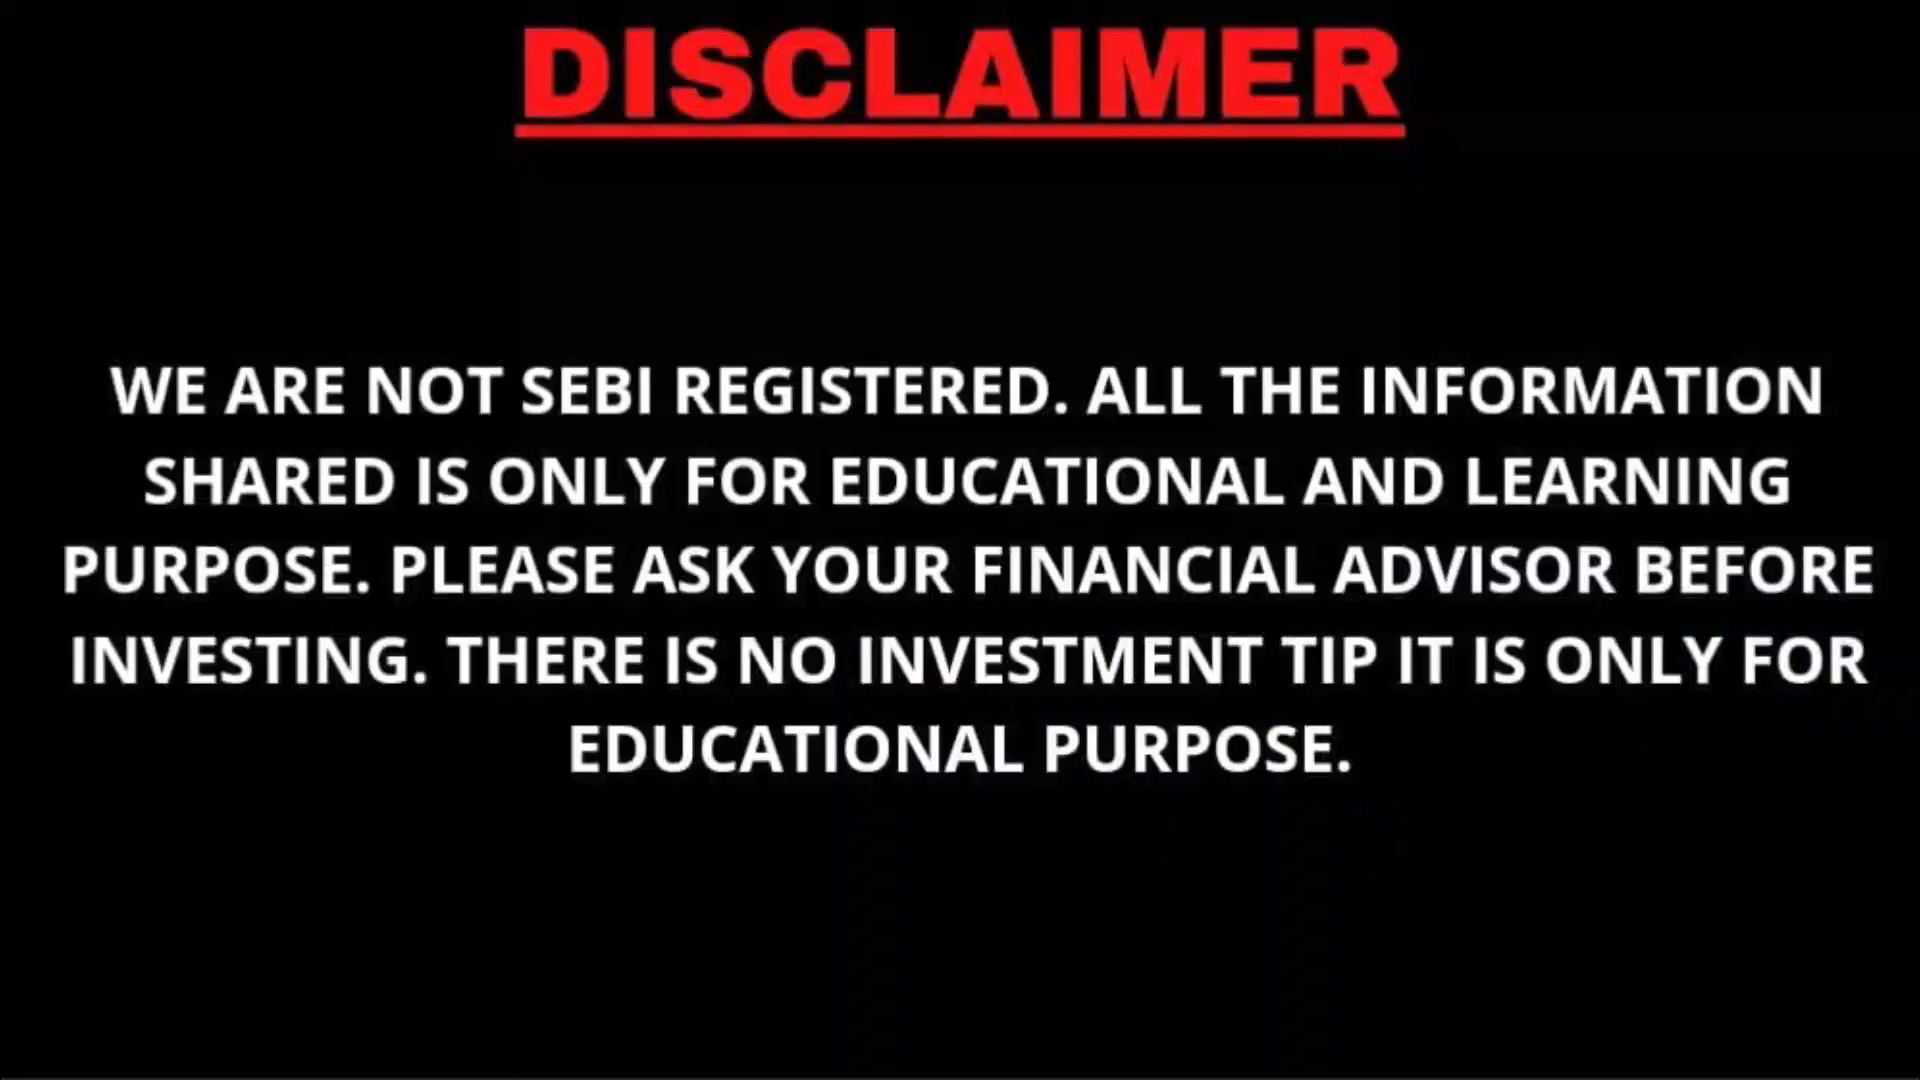 DISCLAIMER
WE ARE NOT SEBI REGISTERED. ALL THE INFORMATION
SHARED IS ONLY FOR EDUCATIONAL AND LEARNING
PURPOSE. PLEASE ASK YOUR FINANCIAL ADVISOR BEFORE
INVESTING. THERE IS NO INVESTMENT TIP IT IS ONLY FOR
EDUCATIONAL PURPOSE.